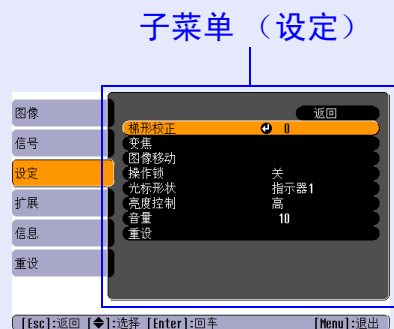 子菜单 （设定）
图像
信号
设定
扩展
信息
重设
返回
梯形校正 0
变焦
图像移动
操作锁 关
光标形状 指示器1
亮度控制 高
音量 10
重设
[Esc]:返回 [◆]:选择 [Enter]:回车 [Menu]:退出